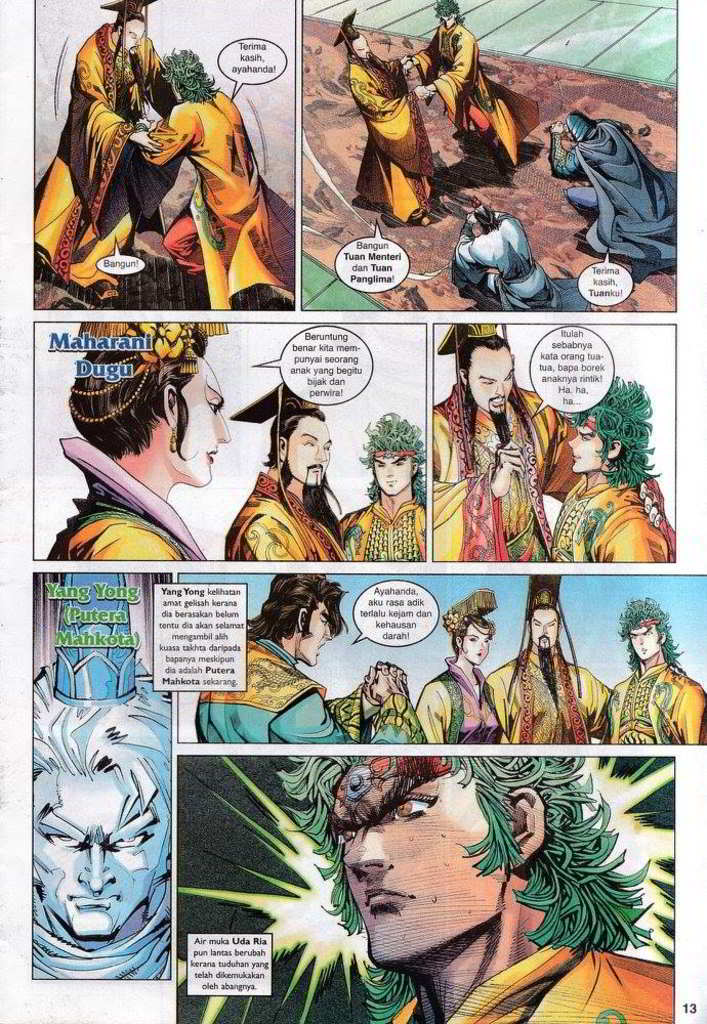 Terima
kasih,
ayahanda!
Bangun!
Bangun
Tuan Menteri
dan Tuan
Panglima!
Terima
kasih,
Tuanku!
Maharani
Dugu
Beruntung
benar kita mem-
punyai seorang
anak yang begitu
bijak dan
perwira!
Itulah
sebabnya
kata orang tua-
tua, bapa borek
anaknya rintik!
Ha, ha,
ha...
Yang Yong
(Putera
Mahkota)
Yang Yong kelihatan
amat gelisah kerana
dia berasakan belum
tentu dia akan selamat
mengambil alih
kuasa takhta daripada
bapanya meskipun
dia adalah Putera
Mahkota sekarang.
Ayahanda,
aku rasa adik
terlalu kejam dan
kehausan
darah!
Air muka Uda Ria
pun lantas berubah
kerana tuduhan yang
telah dikemukakan
oleh abangnya.
13